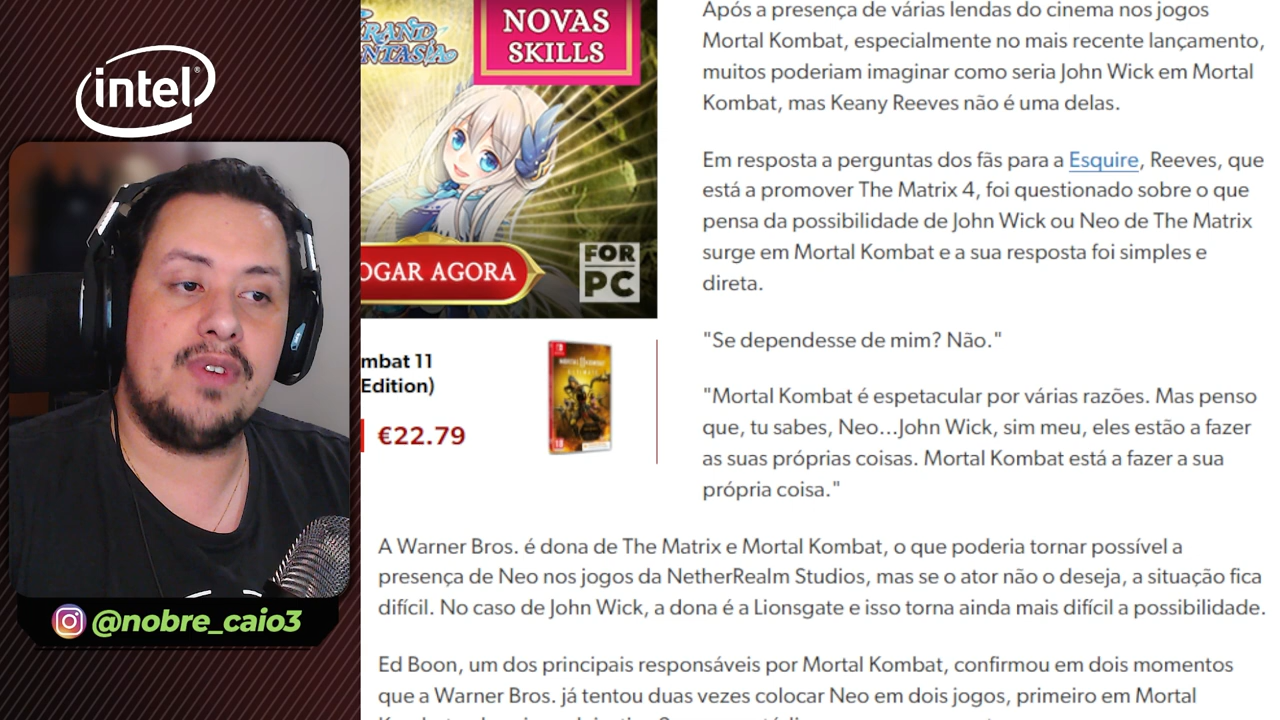 intel
@nobre_caio3
GRAND
FANTASIA
NOVAS
SKILLS
OGAR AGORA
FOR
PC
mbat 11
Edition)
€22.79
Após a presença de várias lendas do cinema nos jogos
Mortal Kombat, especialmente no mais recente lançamento,
muitos poderiam imaginar como seria John Wick em Mortal
Kombat, mas Keany Reeves não é uma delas.
Em resposta a perguntas dos fãs para a Esquire, Reeves, que
está a promover The Matrix 4, foi questionado sobre o que
pensa da possibilidade de John Wick ou Neo de The Matrix
surge em Mortal Kombat e a sua resposta foi simples e
direta.
"Se dependesse de mim? Não."
"Mortal Kombat é espetacular por várias razões. Mas penso
que, tu sabes, Neo...John Wick, sim meu, eles estão a fazer
as suas próprias coisas. Mortal Kombat está a fazer a sua
própria coisa."
A Warner Bros. é dona de The Matrix e Mortal Kombat, o que poderia tornar possível a
presença de Neo nos jogos da NetherRealm Studios, mas se o ator não o deseja, a situação fica
difícil. No caso de John Wick, a dona é a Lionsgate e isso torna ainda mais difícil a possibilidade.
Ed Boon, um dos principais responsáveis por Mortal Kombat, confirmou em dois momentos
que a Warner Bros. já tentou duas vezes colocar Neo em dois jogos, primeiro em Mortal